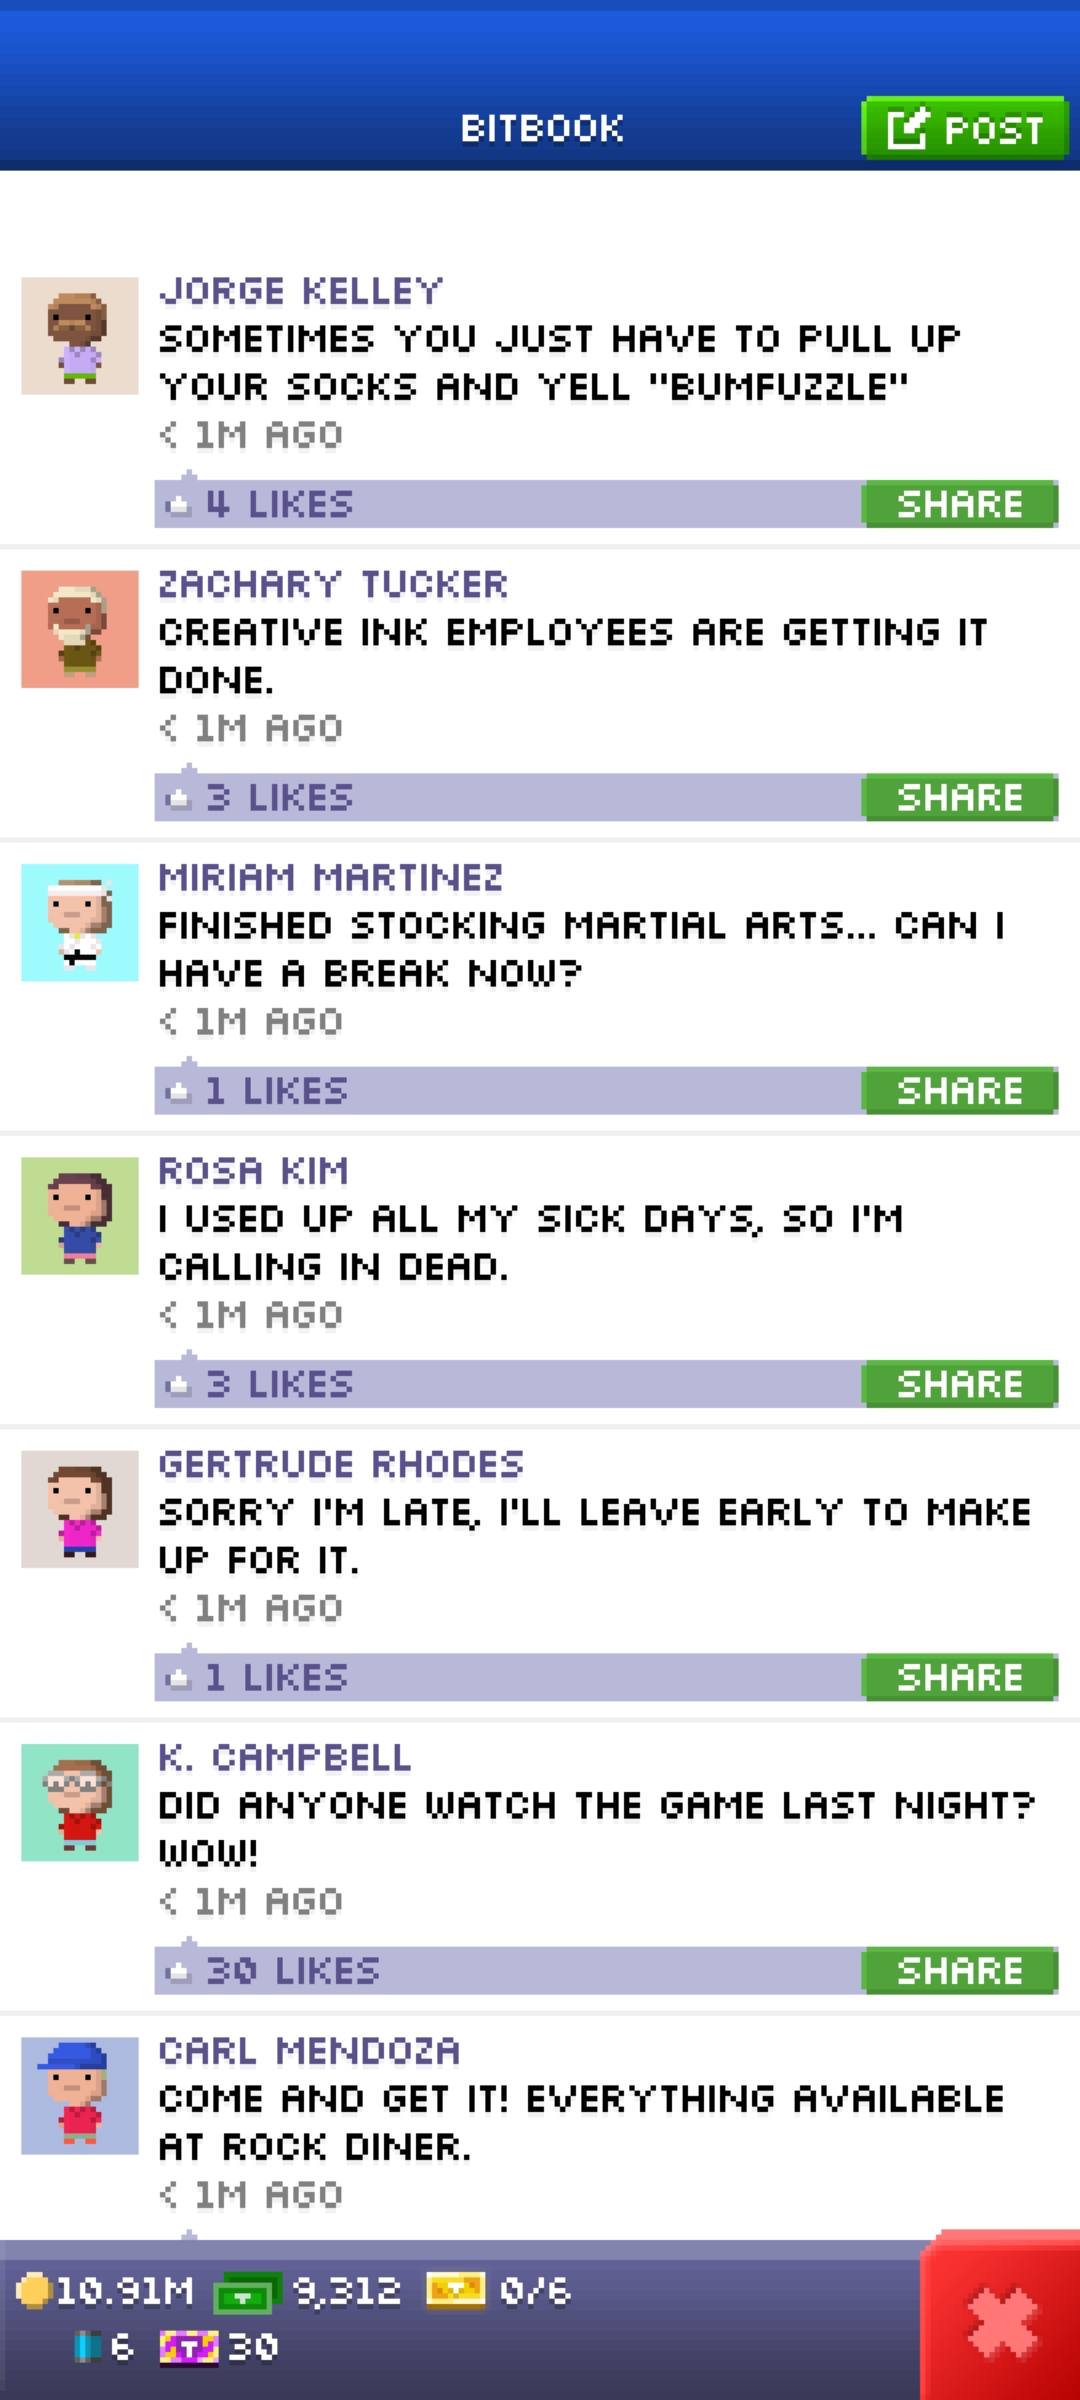 BITBOOK
POST
JORGE KELLEY
SOMETIMES YOU JUST HAVE TO PULL UP
YOUR SOCKS AND YELL "BUMFUZZLE"
< 1M AGO
4 LIKES
SHARE
ZACHARY TUCKER
CREATIVE INK EMPLOYEES ARE GETTING IT
DONE.
< 1M AGO
3 LIKES
SHARE
MIRIAM MARTINEZ
FINISHED STOCKING MARTIAL ARTS... CAN I
HAVE A BREAK NOW?
< 1M AGO
1 LIKES
SHARE
ROSA KIM
I USED UP ALL MY SICK DAYS, SO I'M
CALLING IN DEAD.
< 1M AGO
3 LIKES
SHARE
GERTRUDE RHODES
SORRY I'M LATE, I'LL LEAVE EARLY TO MAKE
UP FOR IT.
< 1M AGO
1 LIKES
SHARE
K. CAMPBELL
DID ANYONE WATCH THE GAME LAST NIGHT?
WOW!
< 1M AGO
30 LIKES
SHARE
CARL MENDOZA
COME AND GET IT! EVERYTHING AVAILABLE
AT ROCK DINER.
< 1M AGO
10.91M 9,312 0/6
6 T 30